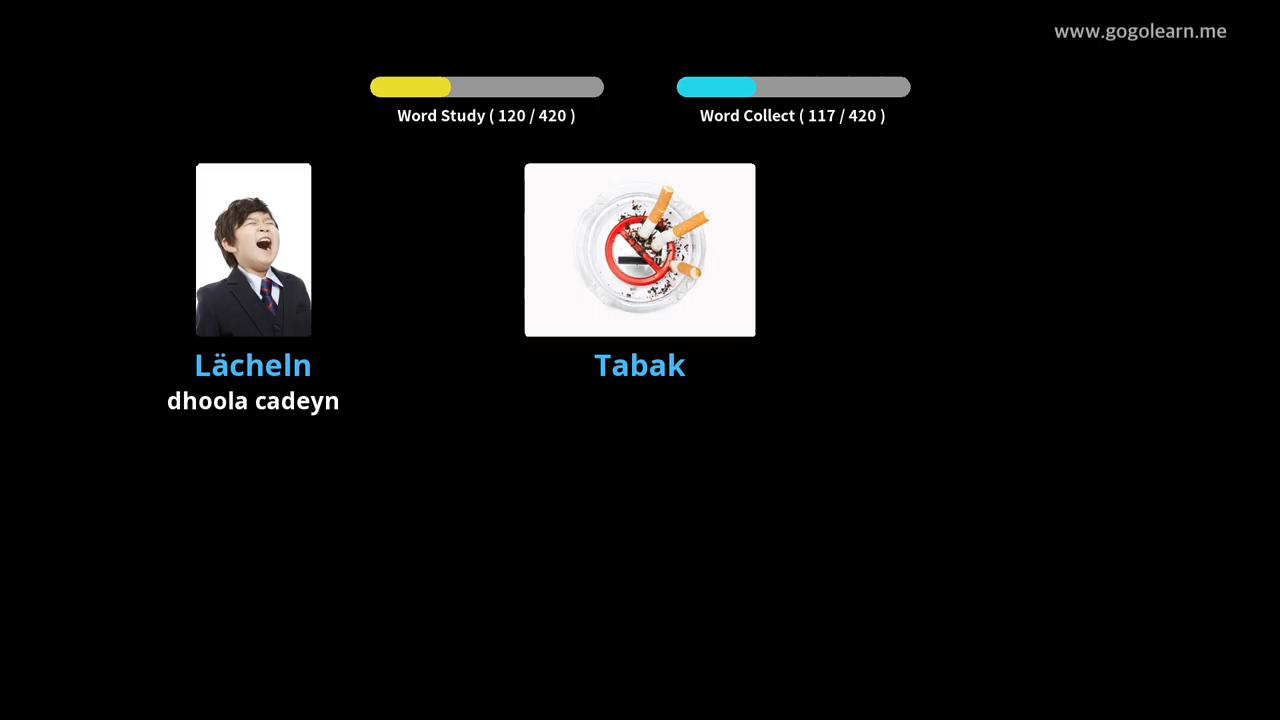 www.gogolearn.me
Word Study ( 120 / 420 )
Word Collect ( 117 / 420 )
Lächeln
dhoola cadeyn
Tabak